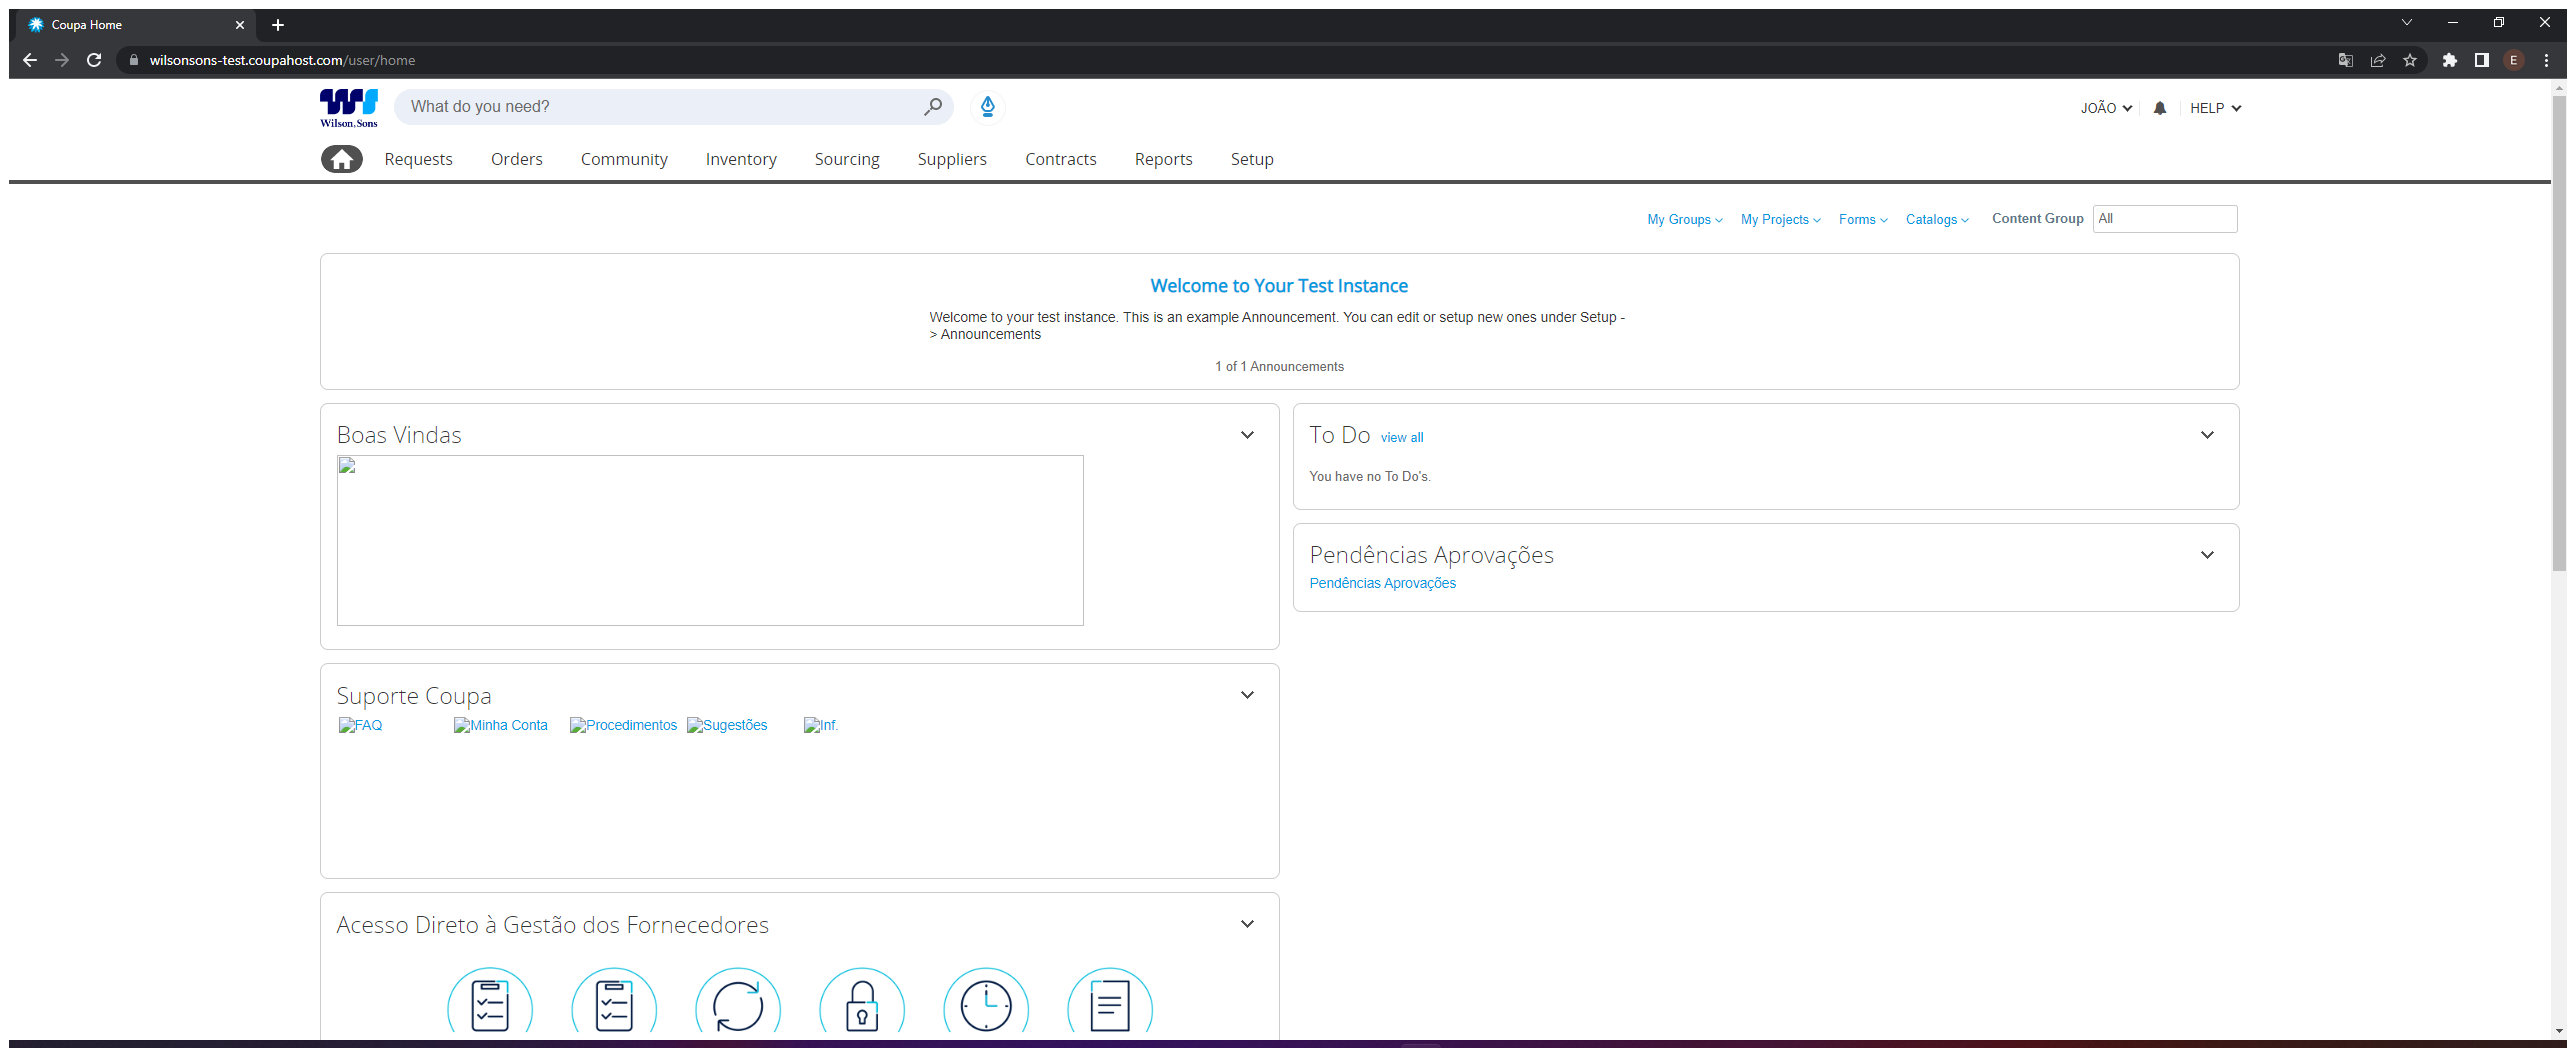 Coupa Home
wilsonsons-test.coupahost.com/user/home
E
WS
Wilson, Sons
What do you need?
JOÃO
HELP
Requests Orders Community Inventory Sourcing Suppliers Contracts Reports Setup
My Groups My Projects Forms Catalogs Content Group All
Welcome to Your Test Instance
Welcome to your test instance. This is an example Announcement. You can edit or setup new ones under Setup -
> Announcements
1 of 1 Announcements
Boas Vindas
To Do view all
You have no To Do's.
Pendências Aprovações
Pendências Aprovações
Suporte Coupa
FAQ Minha Conta Procedimentos Sugestões Inf.
Acesso Direto à Gestão dos Fornecedores